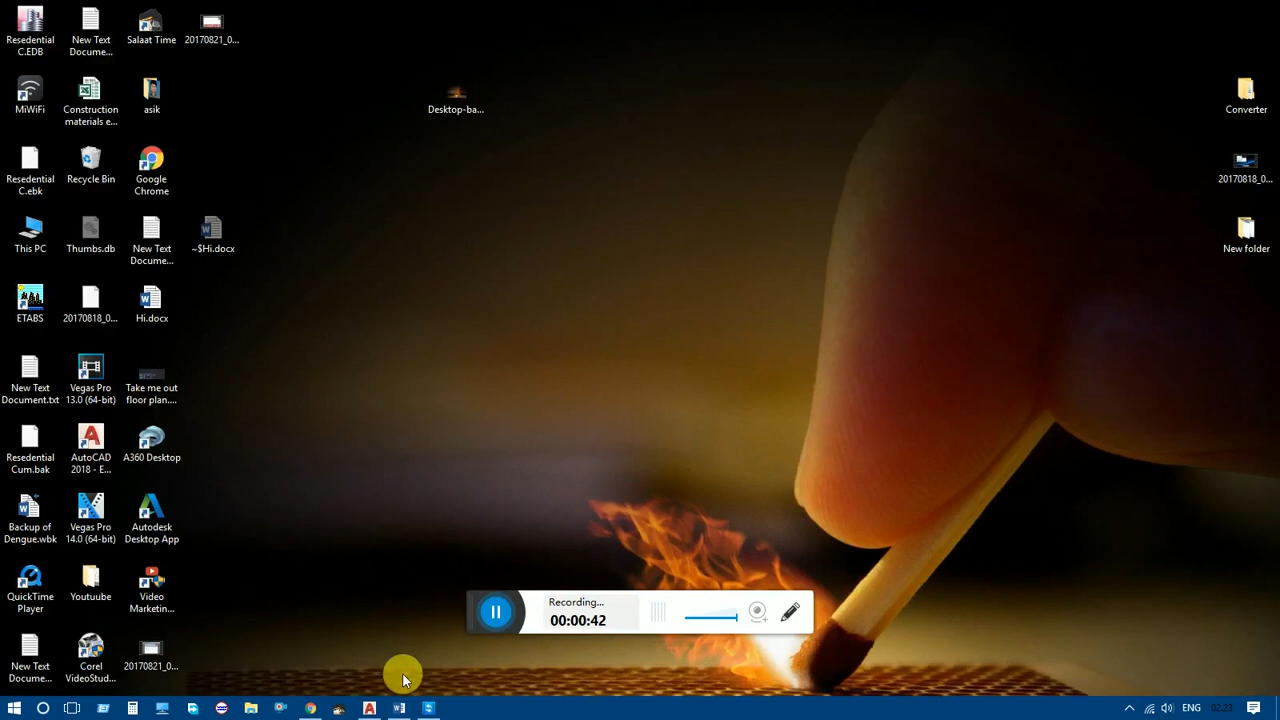 Resedential
C.EDB
New Text
Docume...
Salaat Time
20170821_0...
MiWiFi
Construction
materials e...
asik
Desktop-ba...
Converter
Resedential
C.ebk
Recycle Bin
Google
Chrome
20170818_0...
This PC
Thumbs.db
New Text
Docume...
~$Hi.docx
New folder
ETABS
20170818_0...
Hi.docx
New Text
Document.txt
Vegas Pro
13.0 (64-bit)
Take me out
floor plan....
Resedential
Cum.bak
AutoCAD
2018 - E...
A360 Desktop
Backup of
Dengue.wbk
Vegas Pro
14.0 (64-bit)
Autodesk
Desktop App
QuickTime
Player
Youtuube
Video
Marketin...
Recording...
00:00:42
New Text
Docume...
Corel
VideoStud...
20170821_0...
ENG
02.23